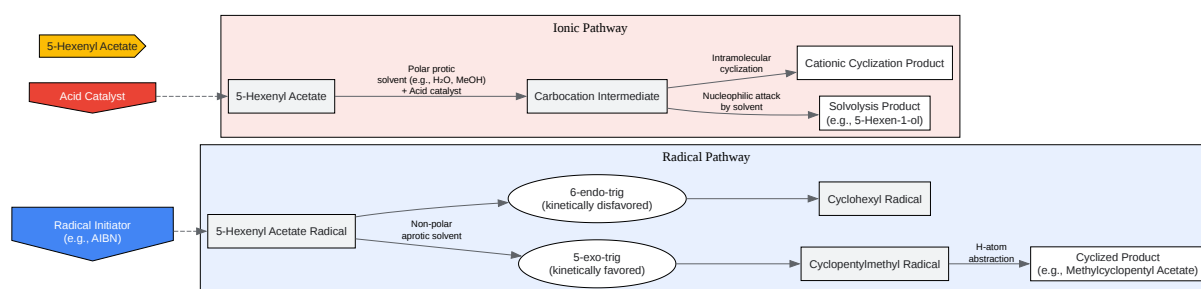 Ionic Pathway
5-Hexenyl Acetate
Acid Catalyst
5-Hexenyl Acetate
Polar protic
solvent (e.g., H₂O, MeOH)
+ Acid catalyst
Carbocation Intermediate
Intramolecular
cyclization
Cationic Cyclization Product
Nucleophilic attack
by solvent
Solvolysis Product
(e.g., 5-Hexen-1-ol)
Radical Pathway
Radical Initiator
(e.g., AIBN)
5-Hexenyl Acetate Radical
Non-polar
aprotic solvent
6-endo-trig
(kinetically disfavored)
Cyclohexyl Radical
5-exo-trig
(kinetically favored)
Cyclopentylmethyl Radical
H-atom
abstraction
Cyclized Product
(e.g., Methylcyclopentyl Acetate)